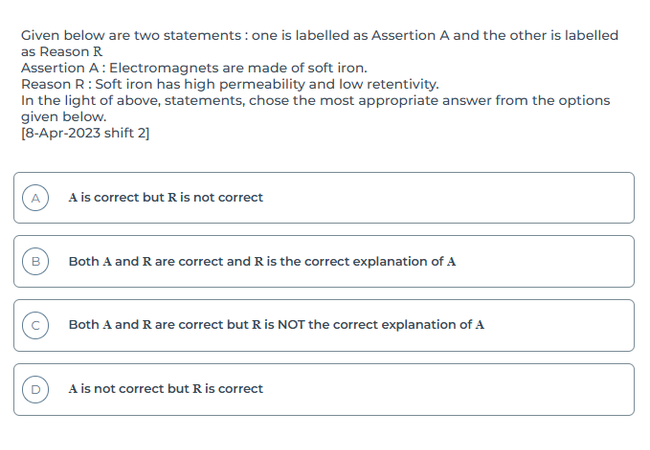 Given below are two statements : one is labelled as Assertion A and the other is labelled
as Reason R
Assertion A : Electromagnets are made of soft iron.
Reason R : Soft iron has high permeability and low retentivity.
In the light of above, statements, chose the most appropriate answer from the options
given below.
[8-Apr-2023 shift 2]
A A is correct but R is not correct
B Both A and R are correct and R is the correct explanation of A
C Both A and R are correct but R is NOT the correct explanation of A
D A is not correct but R is correct